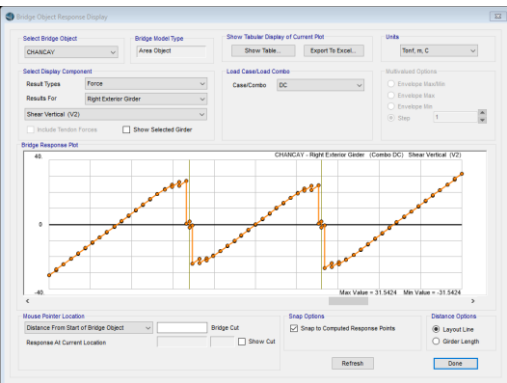 Bridge Object Response Display
Select Bridge Object
CHANCAY
Bridge Model Type
Area Object
Show Tabular Display of Current Plot
Show Table...
Export To Excel...
Units
Tonf, m, C
Select Display Component
Result Types
Force
Results For
Right Exterior Girder
Shear Vertical (V2)
Include Tendon Forces
Show Selected Girder
Load Case/Load Combo
Case/Combo
DC
Multivalued Options
Envelope Max/Min
Envelope Max
Envelope Min
Step
1
Bridge Response Plot
40.
CHANCAY - Right Exterior Girder (Combo DC) Shear Vertical (V2)
0
-40.
Max Value = 31.5424 Min Value = -31.5424
Mouse Pointer Location
Distance From Start of Bridge Object
Bridge Cut
Response At Current Location
Show Cut
Snap Options
Snap to Computed Response Points
Distance Options
Layout Line
Girder Length
Refresh
Done